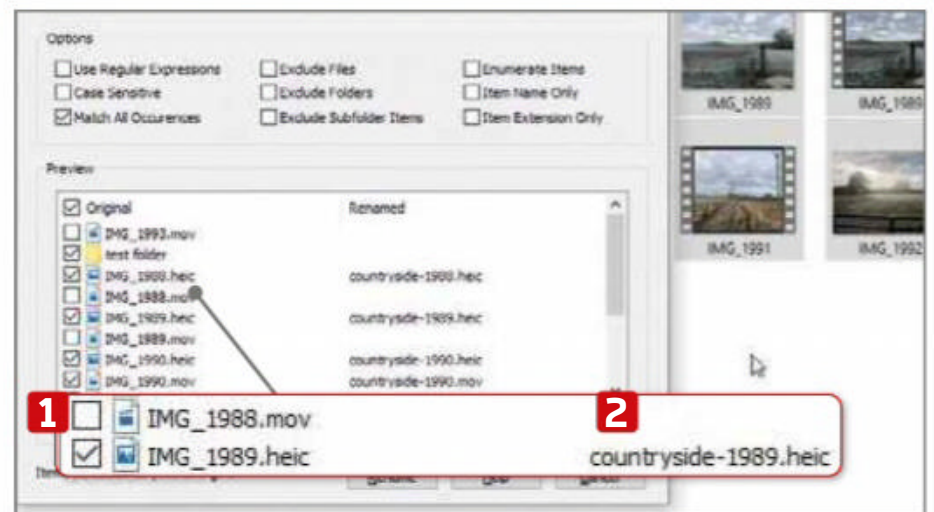 Options
Use Regular Expressions
Exclude Files
Enumerate Items
Case Sensitive
Exclude Folders
Item Name Only
Match All Occurences
Exclude Subfolder Items
Item Extension Only
Preview
Original
Renamed
IMG_1993.mov
test folder
IMG_1988.heic
countryside-1988.heic
IMG_1988.mov
IMG_1989.heic
countryside-1989.heic
IMG_1989.mov
IMG_1990.heic
countryside-1990.heic
IMG_1990.mov
countryside-1990.mov
1
IMG_1988.mov
2
IMG_1989.heic
countryside-1989.heic
IMG_1989
IMG_1989
IMG_1991
IMG_1992